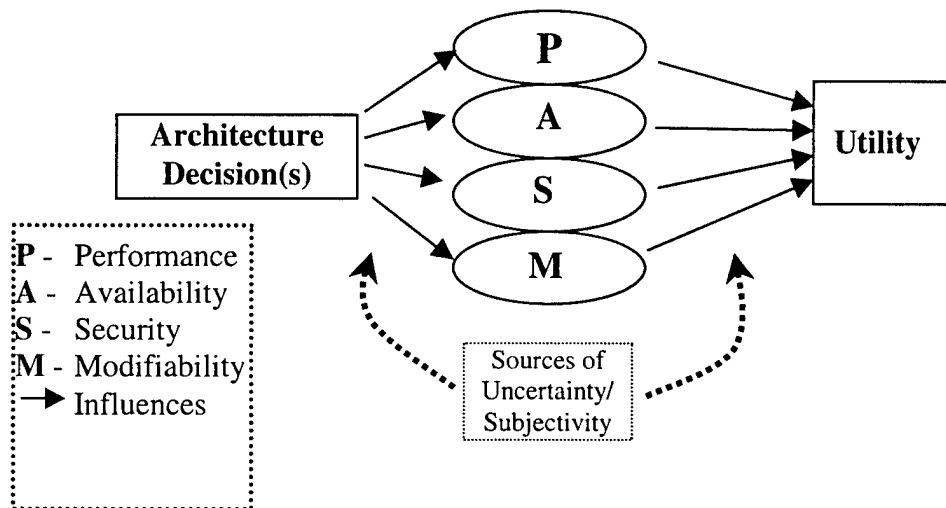 P
A
S
M
Architecture
Decision(s)
Utility
P - Performance
A - Availability
S - Security
M - Modifiability
Influences
Sources of
Uncertainty/
Subjectivity